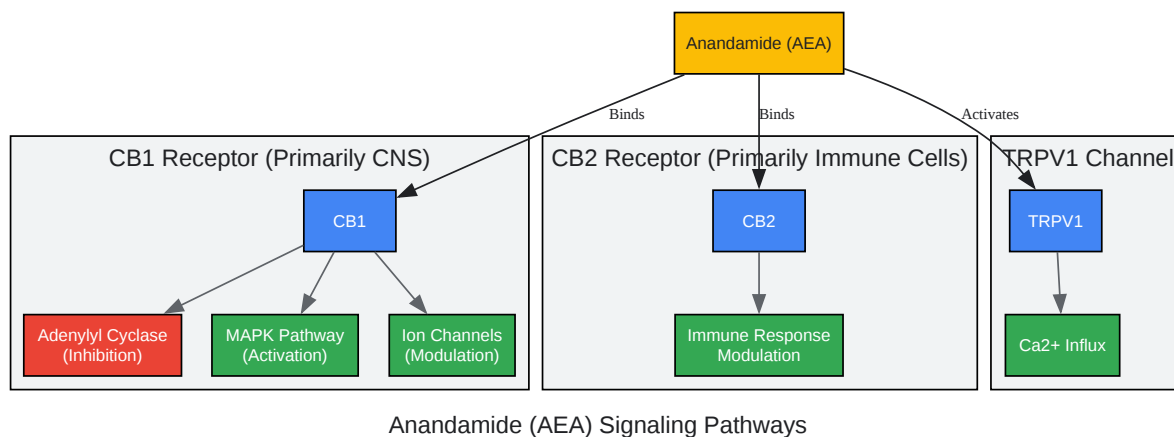 Anandamide (AEA)
Binds
Binds
Activates
CB1 Receptor (Primarily CNS)
CB2 Receptor (Primarily Immune Cells)
TRPV1 Channel
CB1
CB2
TRPV1
Adenylyl Cyclase
(Inhibition)
MAPK Pathway
(Activation)
Ion Channels
(Modulation)
Immune Response
Modulation
Ca2+ Influx
Anandamide (AEA) Signaling Pathways